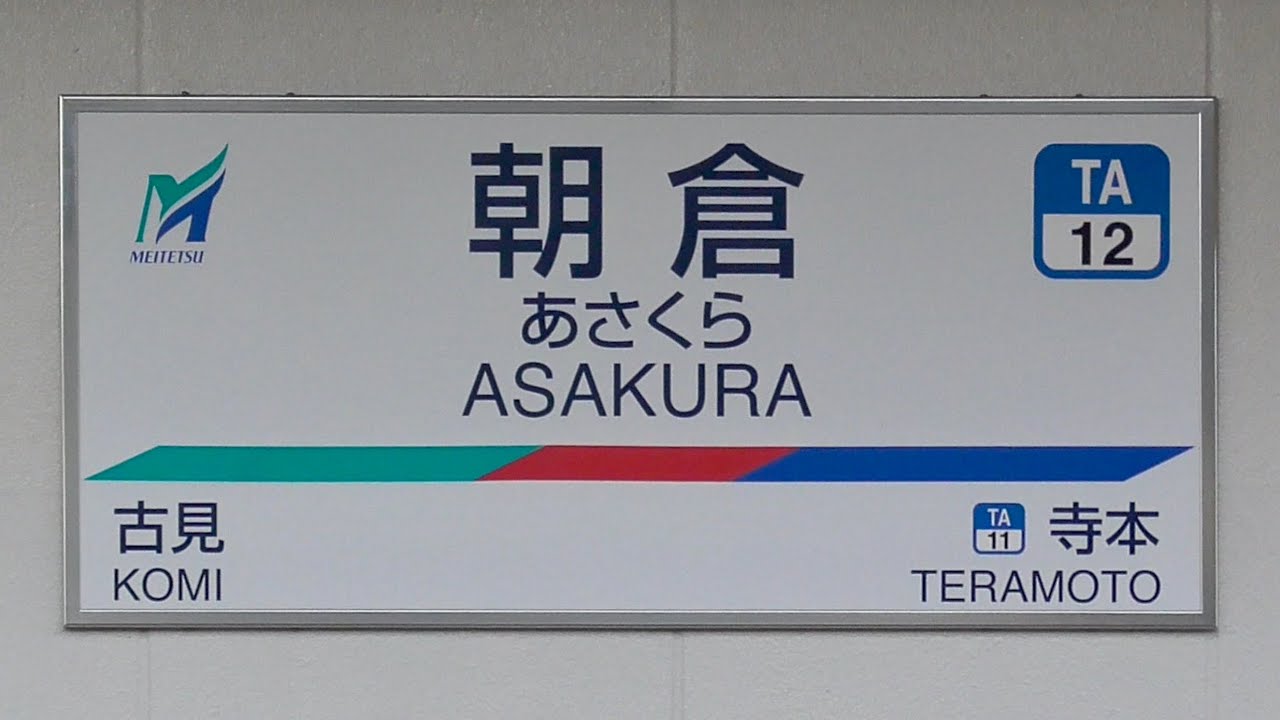 MEITETSU
朝倉
あさくら
ASAKURA
TA
12
古見
KOMI
TA
11
寺本
TERAMOTO